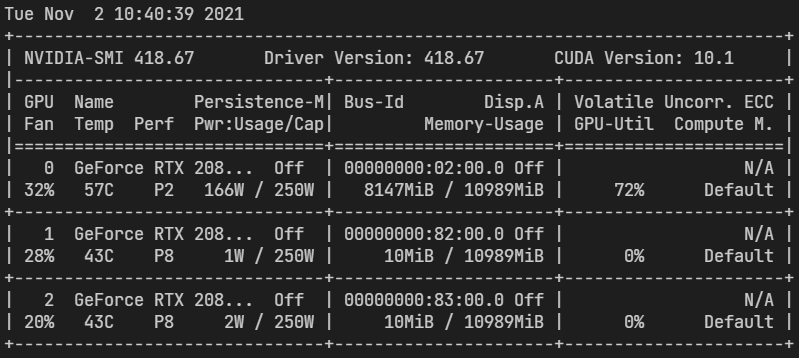 Tue Nov  2 10:40:39 2021
+-----------------------------------------------------------------------------+
| NVIDIA-SMI 418.67       Driver Version: 418.67       CUDA Version: 10.1     |
|-------------------------------+----------------------+----------------------+
| GPU  Name        Persistence-M| Bus-Id        Disp.A | Volatile Uncorr. ECC |
| Fan  Temp  Perf  Pwr:Usage/Cap|         Memory-Usage | GPU-Util  Compute M. |
|===============================+======================+======================|
|   0  GeForce RTX 208...  Off  | 00000000:02:00.0 Off |                  N/A |
| 32%   57C    P2   166W / 250W |   8147MiB / 10989MiB |     72%      Default |
+-------------------------------+----------------------+----------------------+
|   1  GeForce RTX 208...  Off  | 00000000:82:00.0 Off |                  N/A |
| 28%   43C    P8     1W / 250W |     10MiB / 10989MiB |      0%      Default |
+-------------------------------+----------------------+----------------------+
|   2  GeForce RTX 208...  Off  | 00000000:83:00.0 Off |                  N/A |
| 20%   43C    P8     2W / 250W |     10MiB / 10989MiB |      0%      Default |
+-------------------------------+----------------------+----------------------+